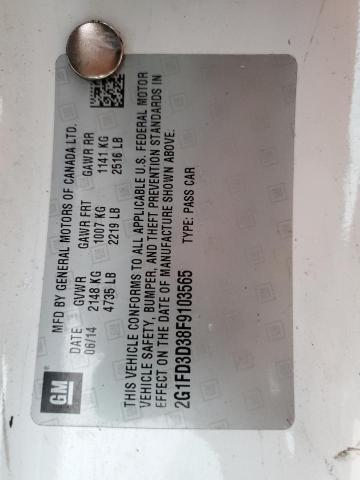 GM
MFD BY GENERAL MOTORS OF CANADA LTD.
DATE GVWR GAWR FRT GAWR RR
06/14 2148 KG 1007 KG 1141 KG
4735 LB 2219 LB 2516 LB
THIS VEHICLE CONFORMS TO ALL APPLICABLE U.S. FEDERAL MOTOR
VEHICLE SAFETY, BUMPER, AND THEFT PREVENTION STANDARDS IN
EFFECT ON THE DATE OF MANUFACTURE SHOWN ABOVE.
2G1FD3D38F9103565 TYPE: PASS CAR